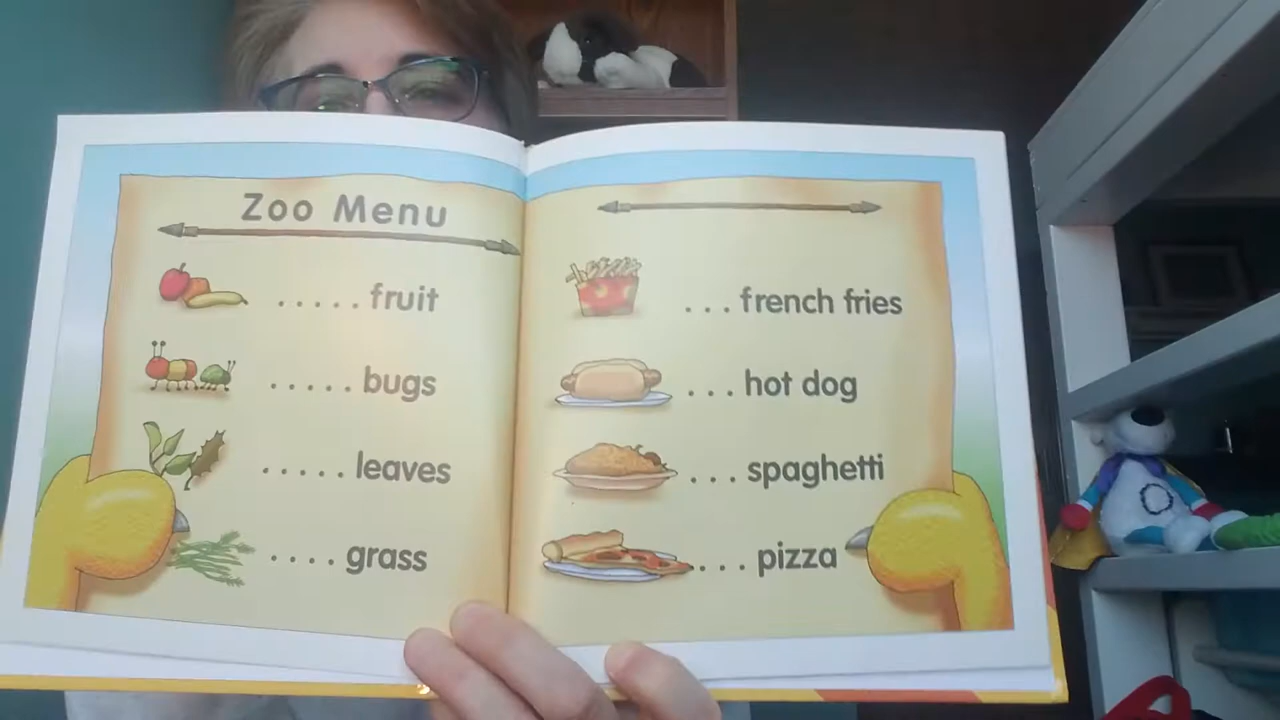 Zoo Menu
..... fruit
..... bugs
..... leaves
.... grass
... french fries
... hot dog
... spaghetti
... pizza